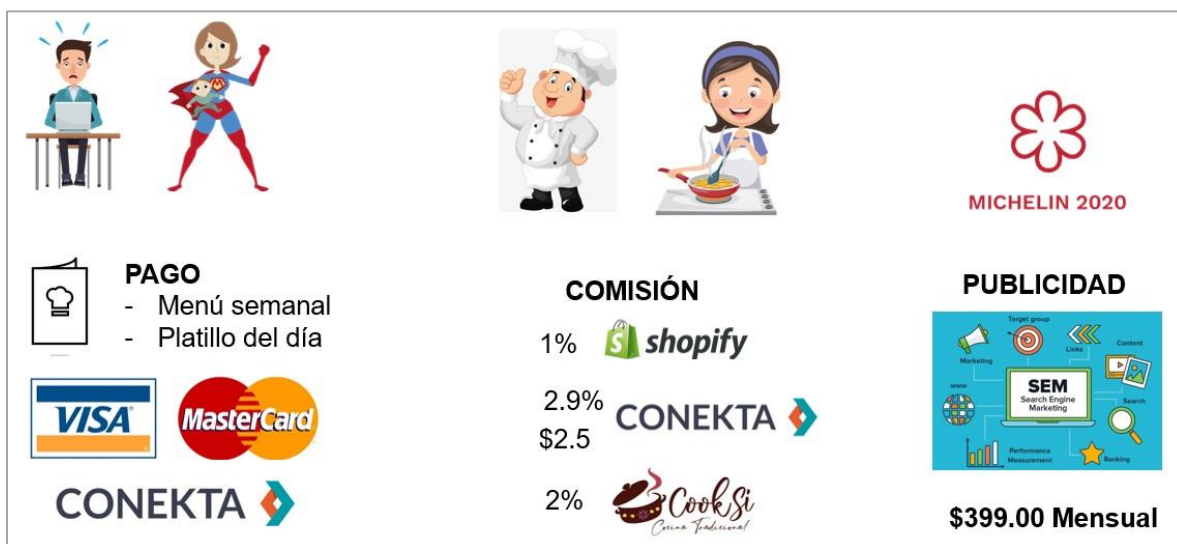 M
MICHELIN 2020
PAGO
- Menú semanal
- Platillo del día
VISA
MasterCard
CONEKTA
COMISIÓN
1% shopify
2.9%
$2.5
CONEKTA
2% CookSi
Cocina Tradicional
PUBLICIDAD
Target group
Marketing
Links
Content
www
SEM
Search Engine
Marketing
Search
Performance
Measurement
Ranking
$399.00 Mensual